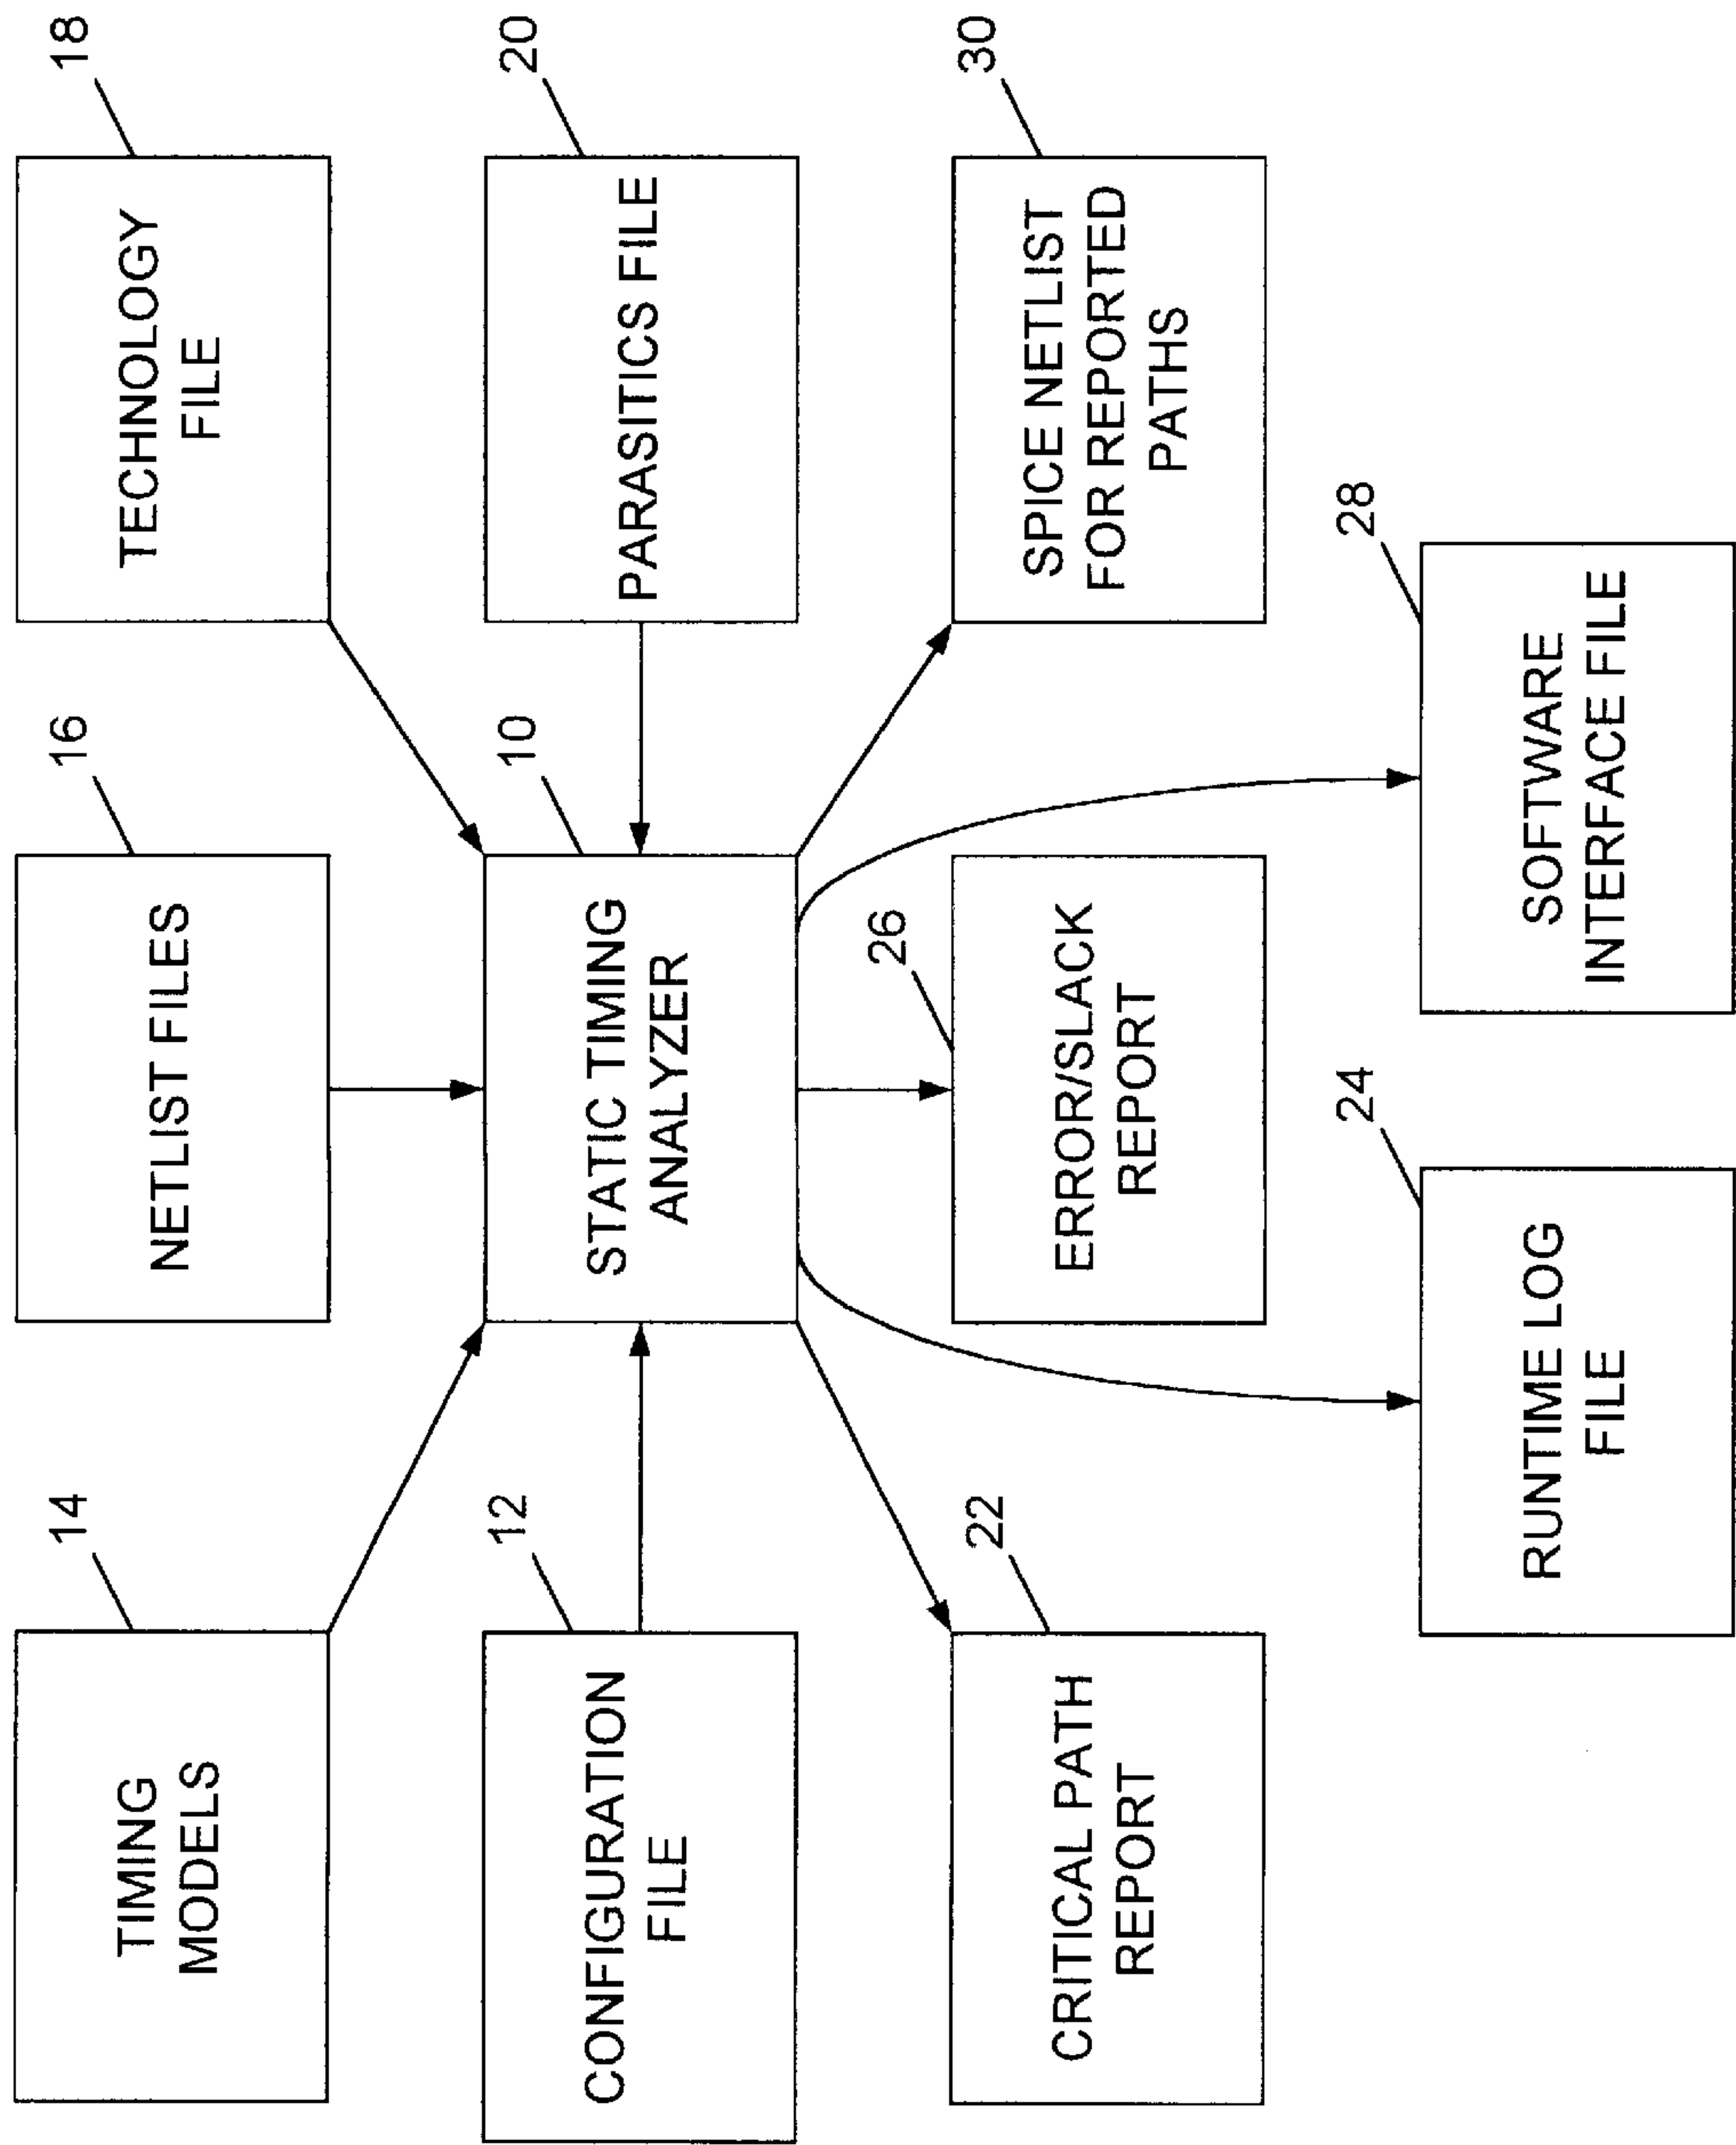 14
TIMING
MODELS
16
NETLIST FILES
18
TECHNOLOGY
FILE
12
CONFIGURATION
FILE
10
STATIC TIMING
ANALYZER
20
PARASITICS FILE
22
CRITICAL PATH
REPORT
26
ERROR/SLACK
REPORT
30
SPICE NETLIST
FOR REPORTED
PATHS
24
RUNTIME LOG
FILE
28
SOFTWARE
INTERFACE FILE